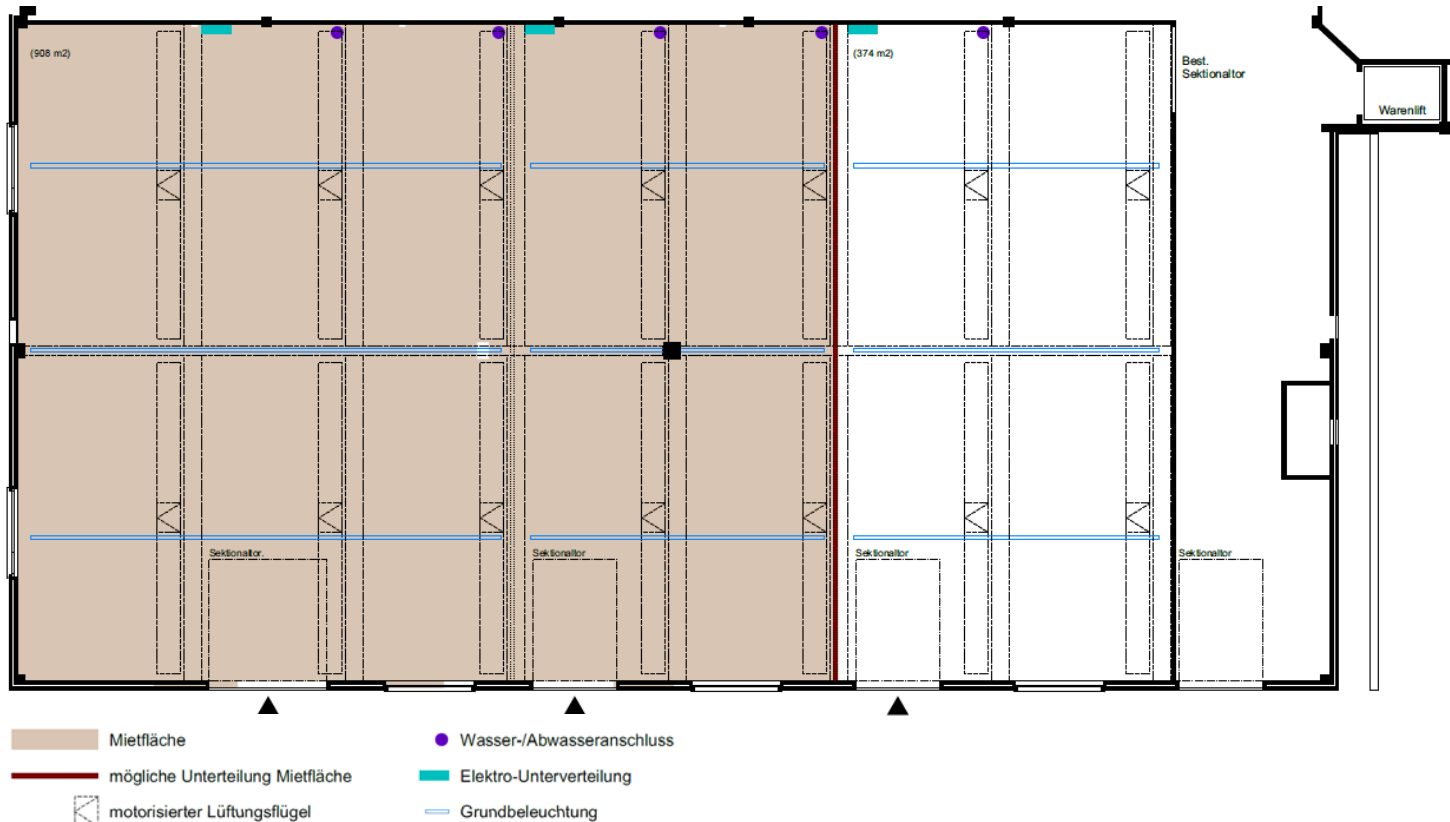 (908 m2)
(374 m2)
Best.
Sektionaltor
Warenlift
Sektionaltor.
Sektionaltor
Sektionaltor
Sektionaltor
Mietfläche
Wasser-/Abwasseranschluss
mögliche Unterteilung Mietfläche
Elektro-Unterverteilung
motorisierter Lüftungsflügel
Grundbeleuchtung